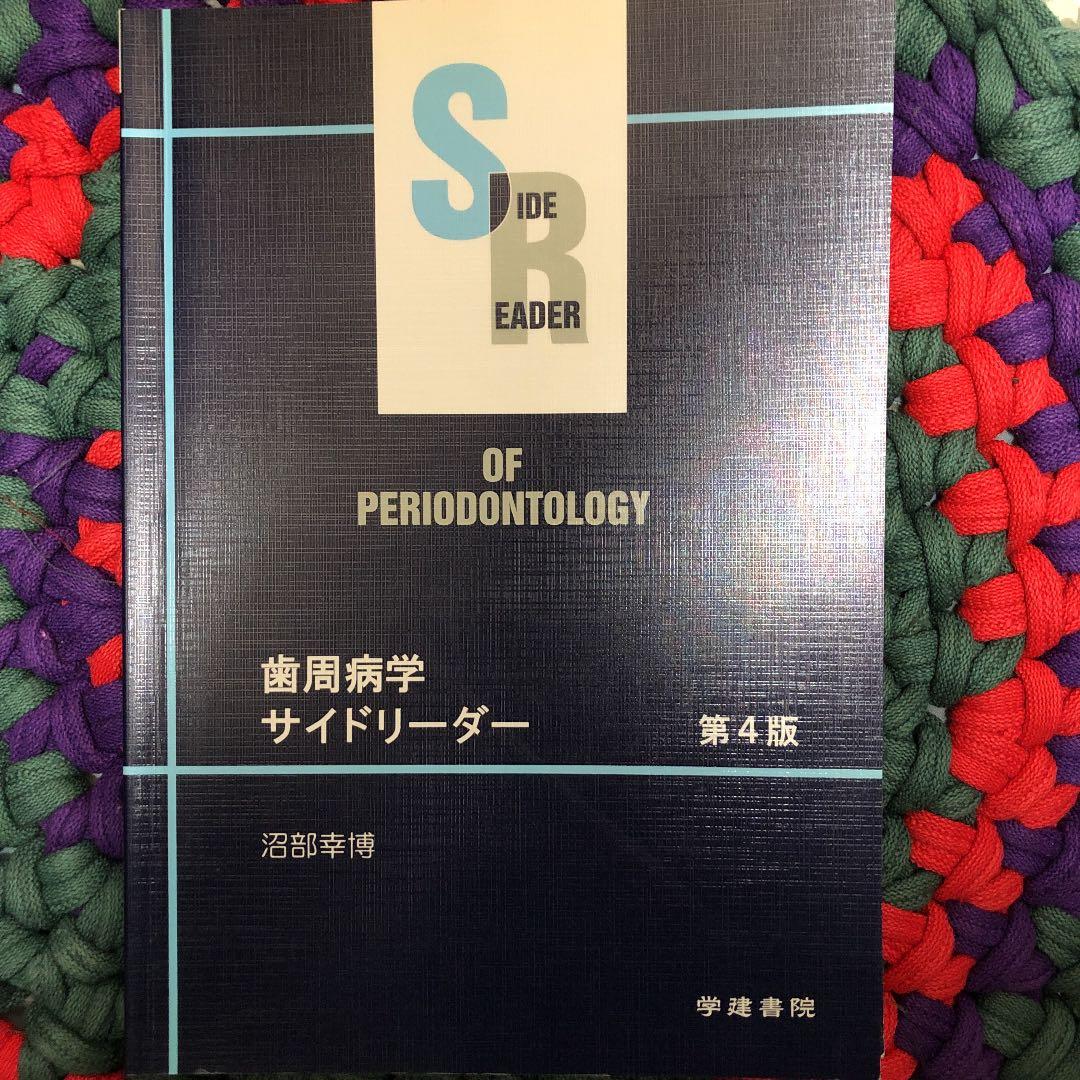 SIDE
READER
OF
PERIODONTOLOGY
歯周病学
サイドリーダー
第4版
沼部幸博
学建書院